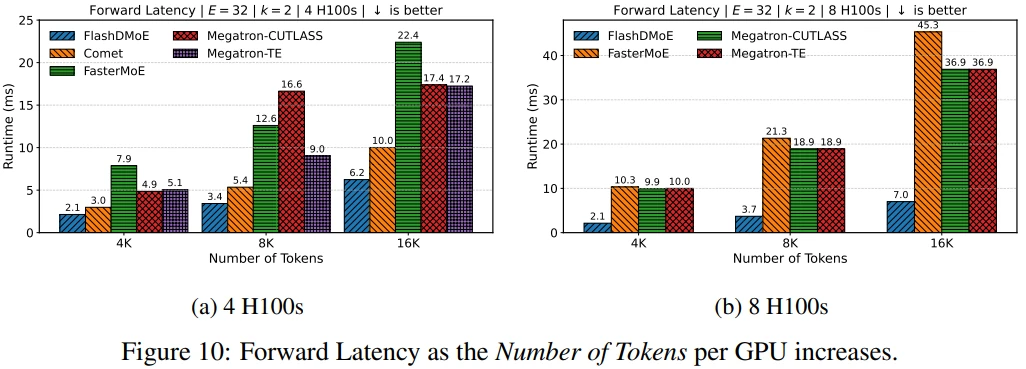 Forward Latency | E = 32 | k = 2 | 4 H100s | ↓ is better
FlashDMoE
Comet
FasterMoE
Megatron-CUTLASS
Megatron-TE
Runtime (ms)
25
20
15
10
5
0
2.1
3.0
7.9
4.9
5.1
3.4
5.4
12.6
16.6
9.0
6.2
10.0
22.4
17.4
17.2
4K
8K
16K
Number of Tokens
(a) 4 H100s
Forward Latency | E = 32 | k = 2 | 8 H100s | ↓ is better
FlashDMoE
FasterMoE
Megatron-CUTLASS
Megatron-TE
Runtime (ms)
40
30
20
10
0
2.1
10.3
9.9
10.0
3.7
21.3
18.9
18.9
7.0
45.3
36.9
36.9
4K
8K
16K
Number of Tokens
(b) 8 H100s
Figure 10: Forward Latency as the Number of Tokens per GPU increases.